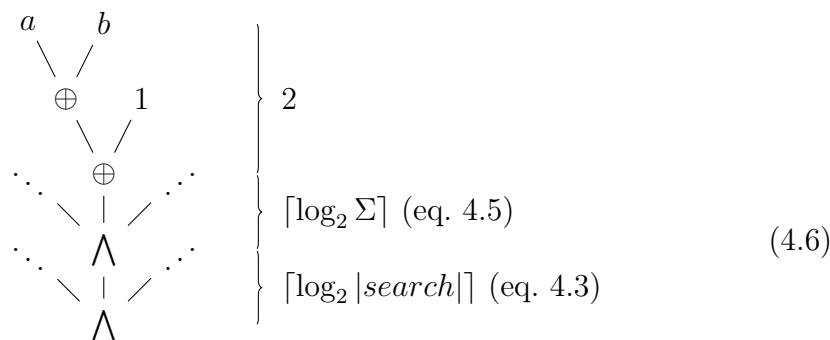 a b
⊕ 1 2
⊕
⌈log₂ Σ⌉ (eq. 4.5)
⋀ (4.6)
⌈log₂ |search|⌉ (eq. 4.3)
⋀